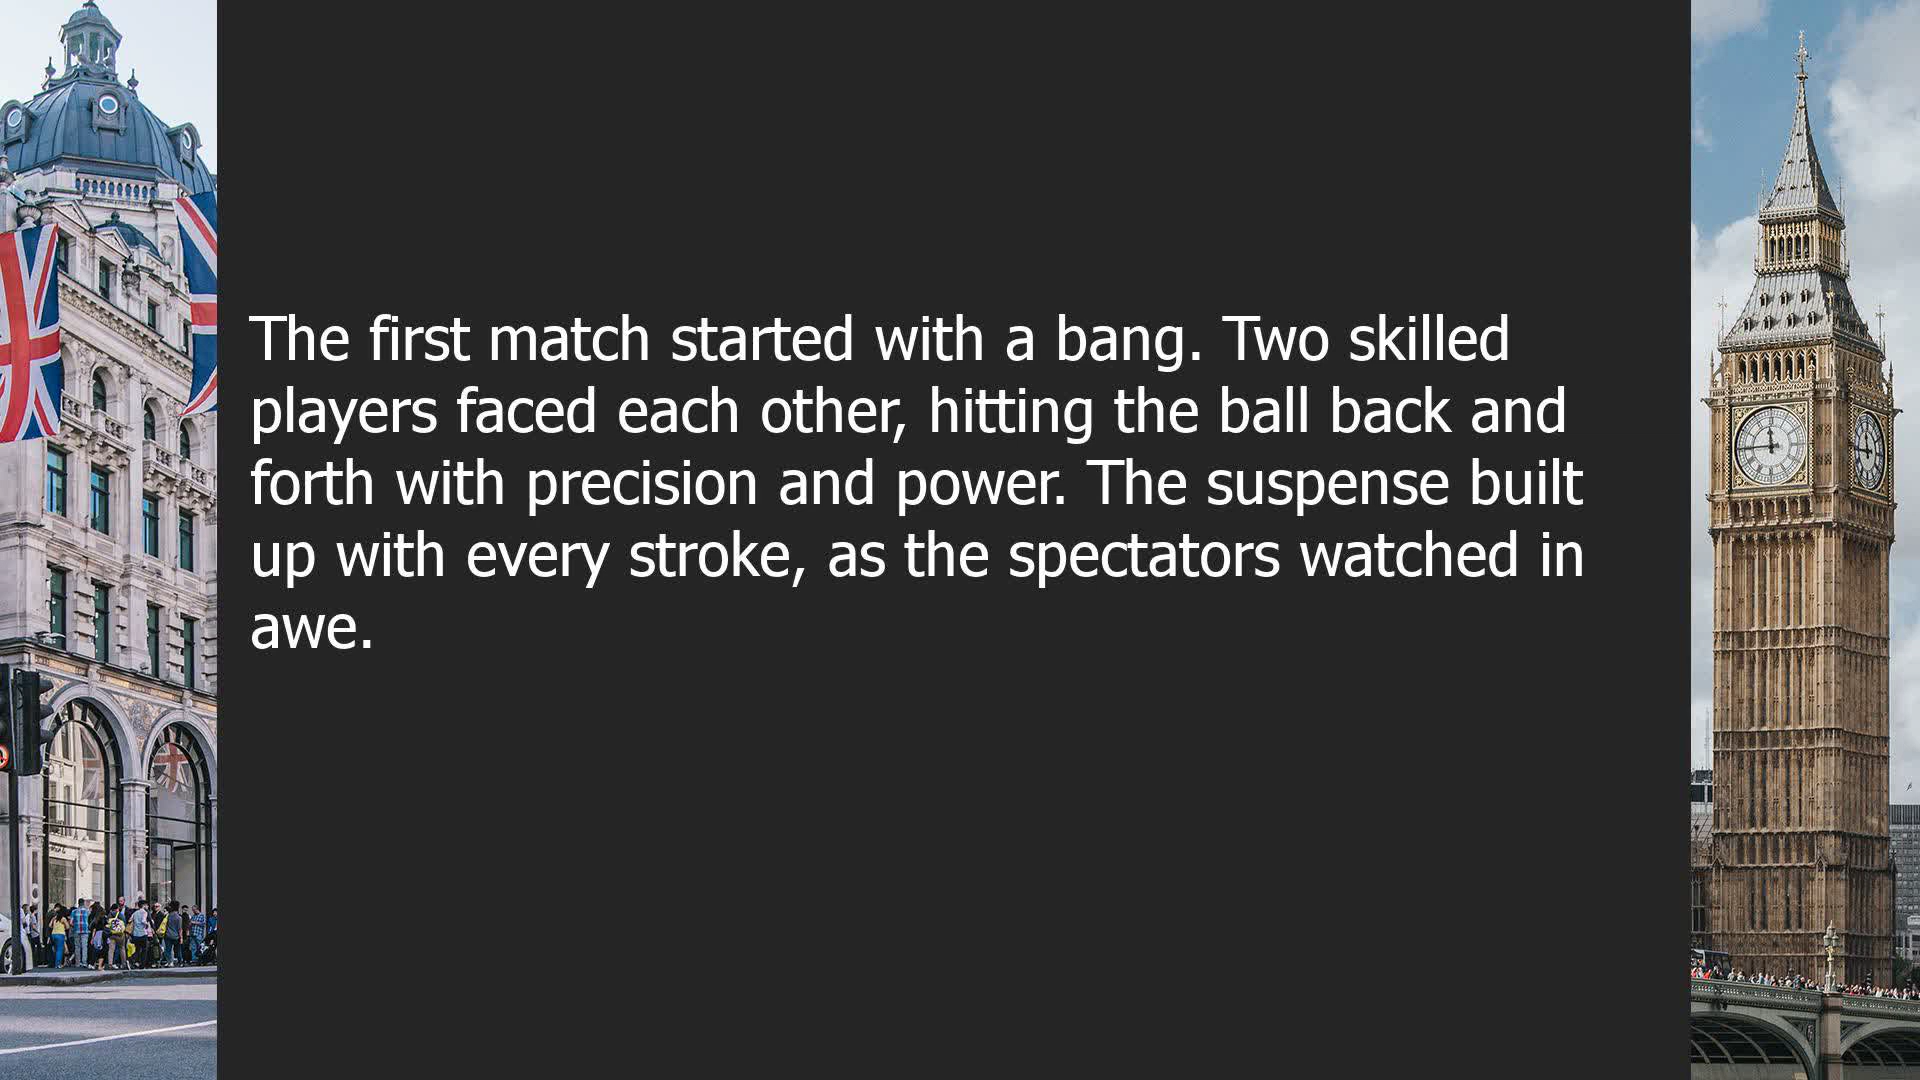 The first match started with a bang. Two skilled
players faced each other, hitting the ball back and
forth with precision and power. The suspense built
up with every stroke, as the spectators watched in
awe.